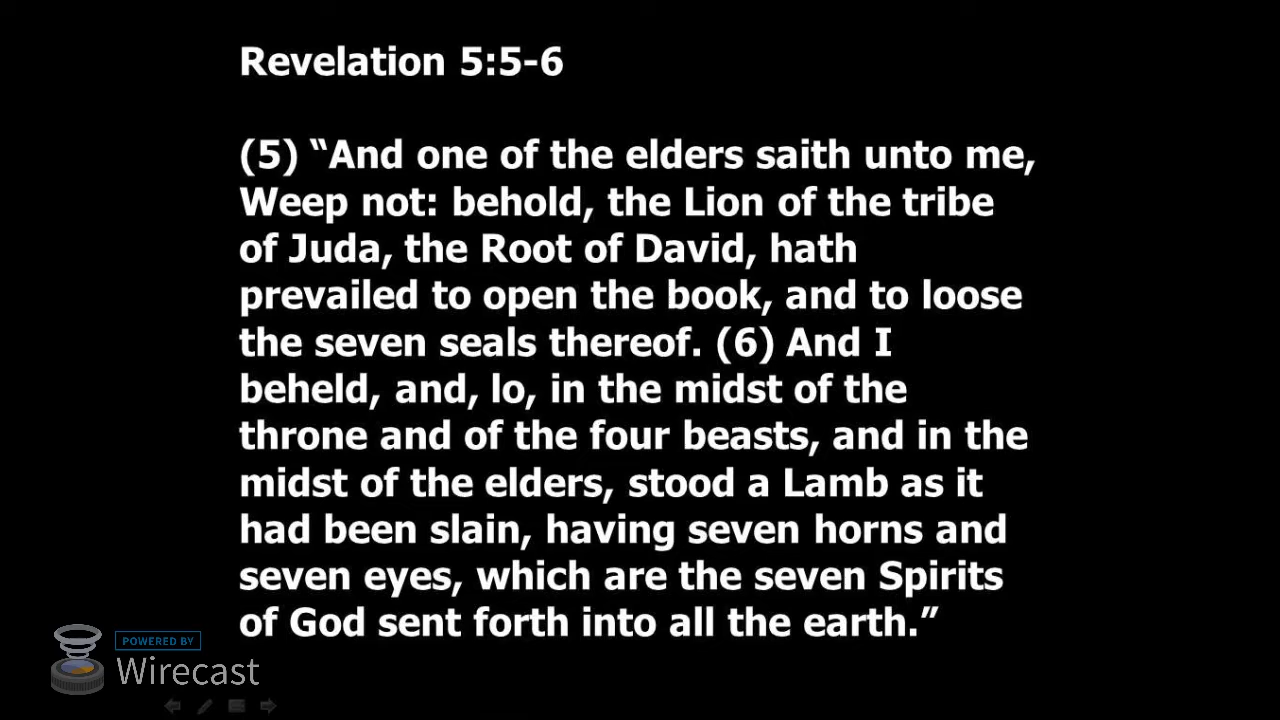 Revelation 5:5-6
(5) “And one of the elders saith unto me,
Weep not: behold, the Lion of the tribe
of Juda, the Root of David, hath
prevailed to open the book, and to loose
the seven seals thereof. (6) And I
beheld, and, lo, in the midst of the
throne and of the four beasts, and in the
midst of the elders, stood a Lamb as it
had been slain, having seven horns and
seven eyes, which are the seven Spirits
of God sent forth into all the earth.”
POWERED BY
Wirecast